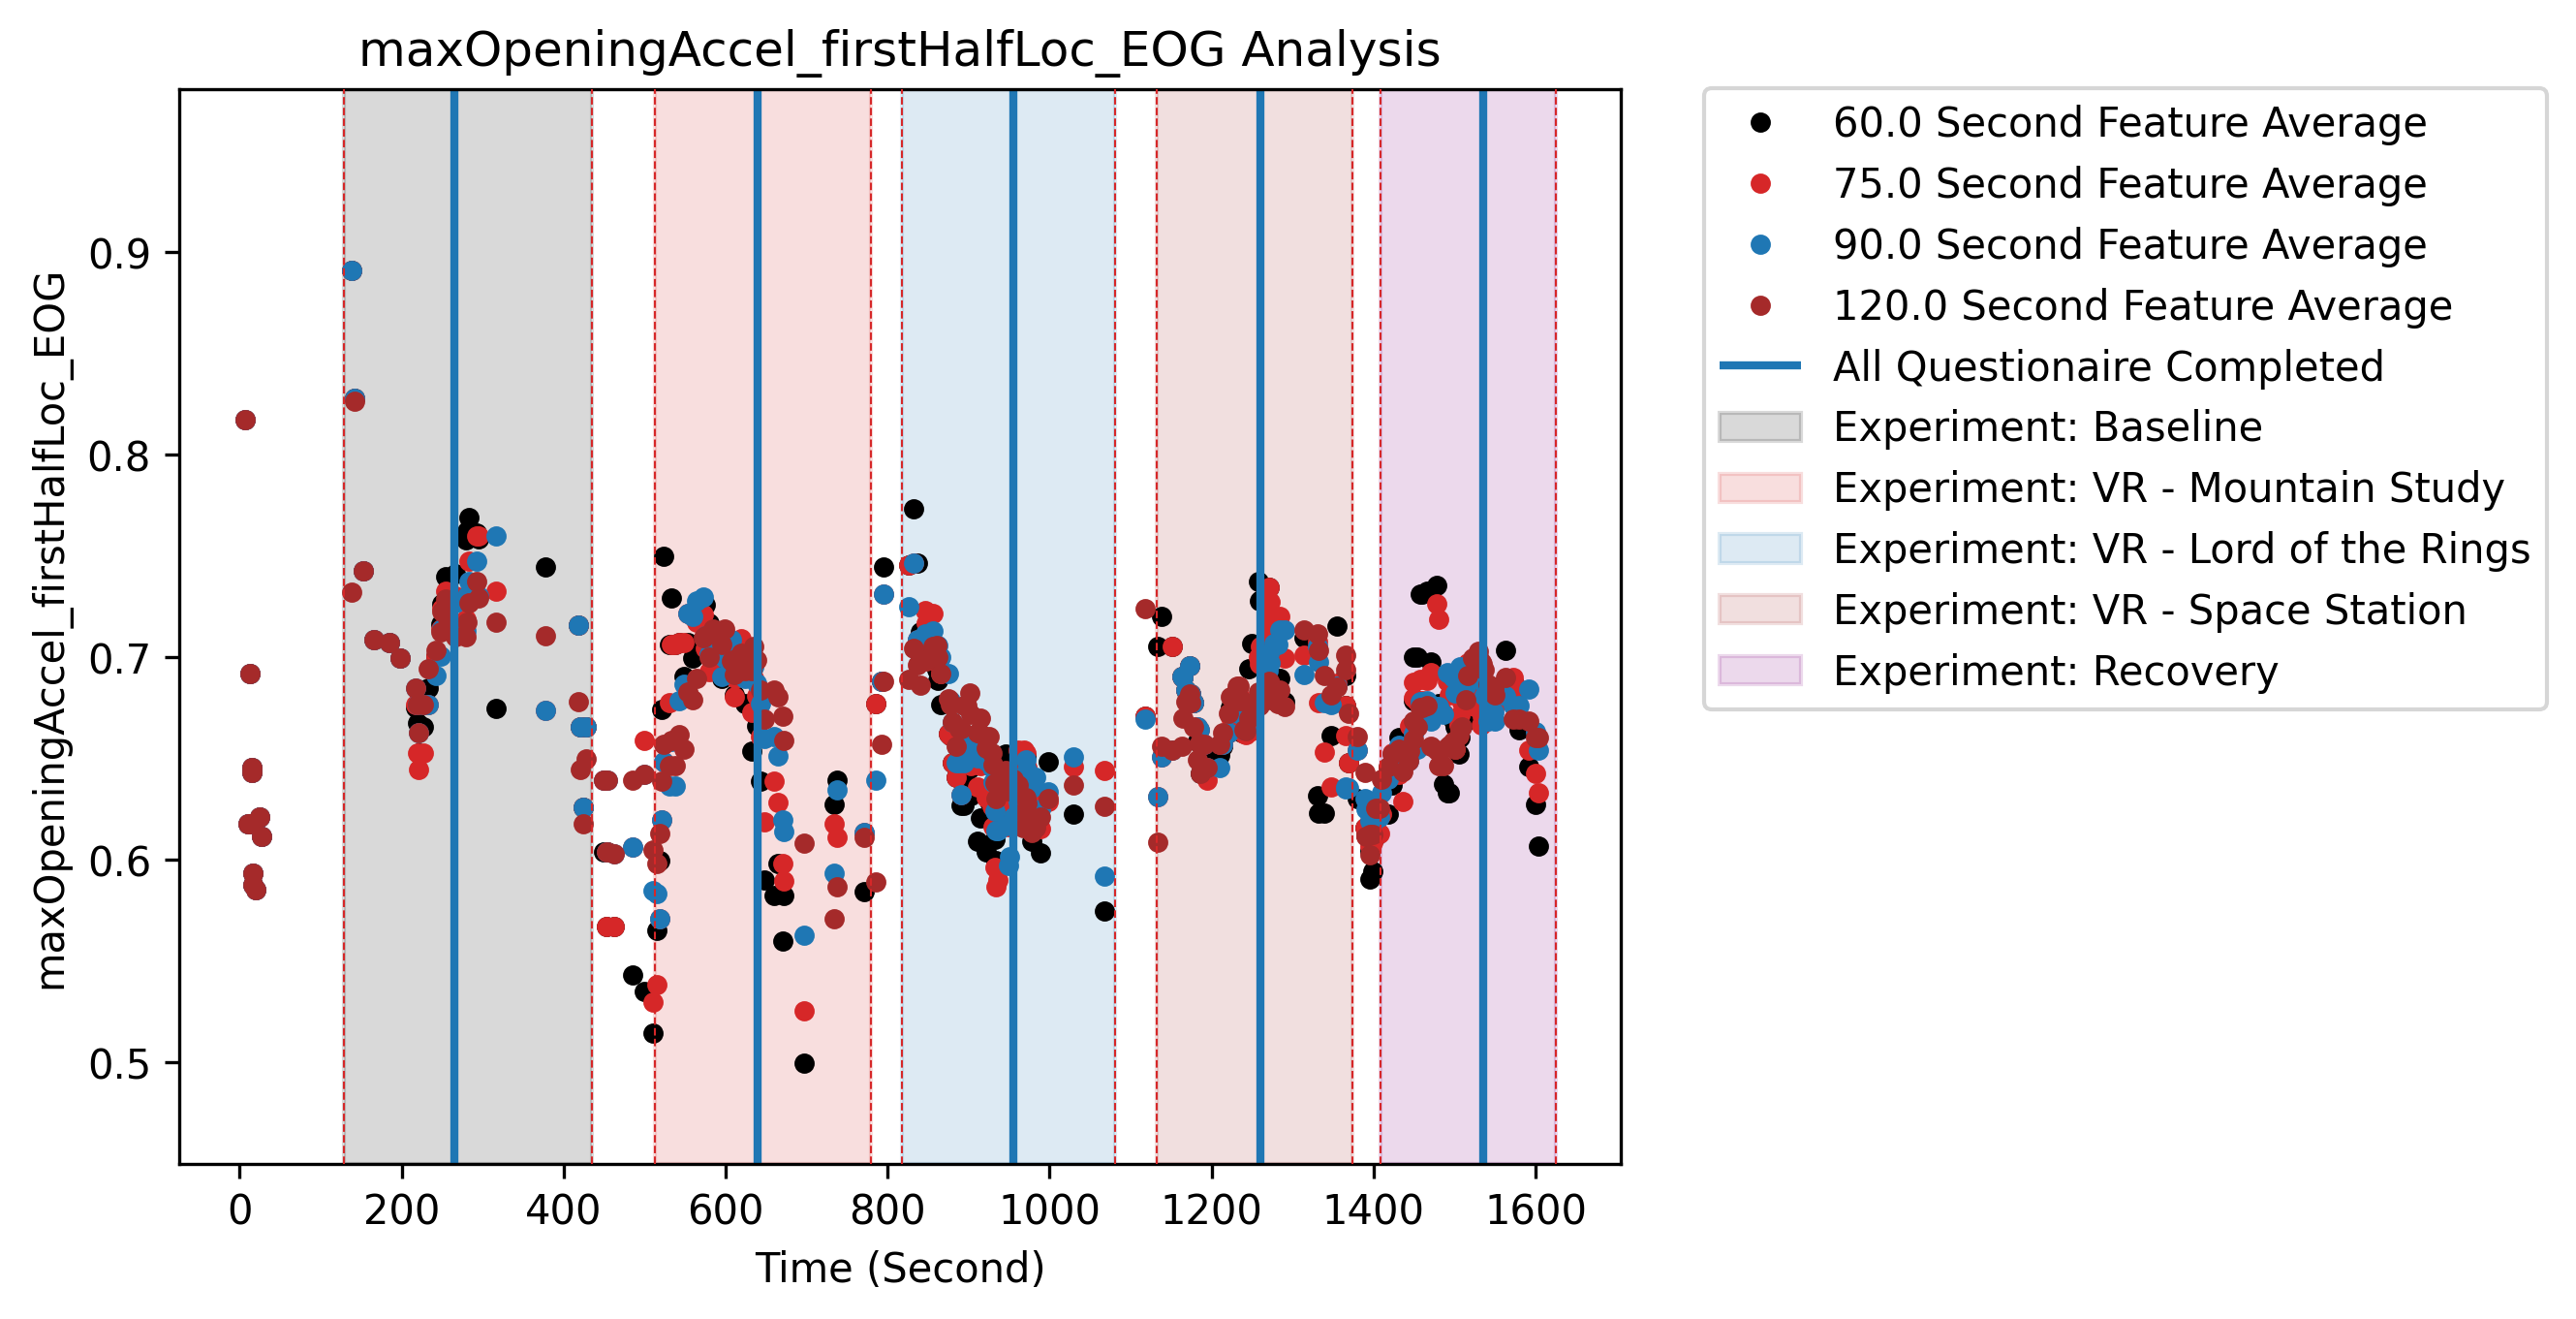 maxOpeningAccel_firstHalfLoc_EOG Analysis
maxOpeningAccel_firstHalfLoc_EOG
0.9
0.8
0.7
0.6
0.5
0 200 400 600 800 1000 1200 1400 1600
Time (Second)
60.0 Second Feature Average
75.0 Second Feature Average
90.0 Second Feature Average
120.0 Second Feature Average
All Questionaire Completed
Experiment: Baseline
Experiment: VR - Mountain Study
Experiment: VR - Lord of the Rings
Experiment: VR - Space Station
Experiment: Recovery